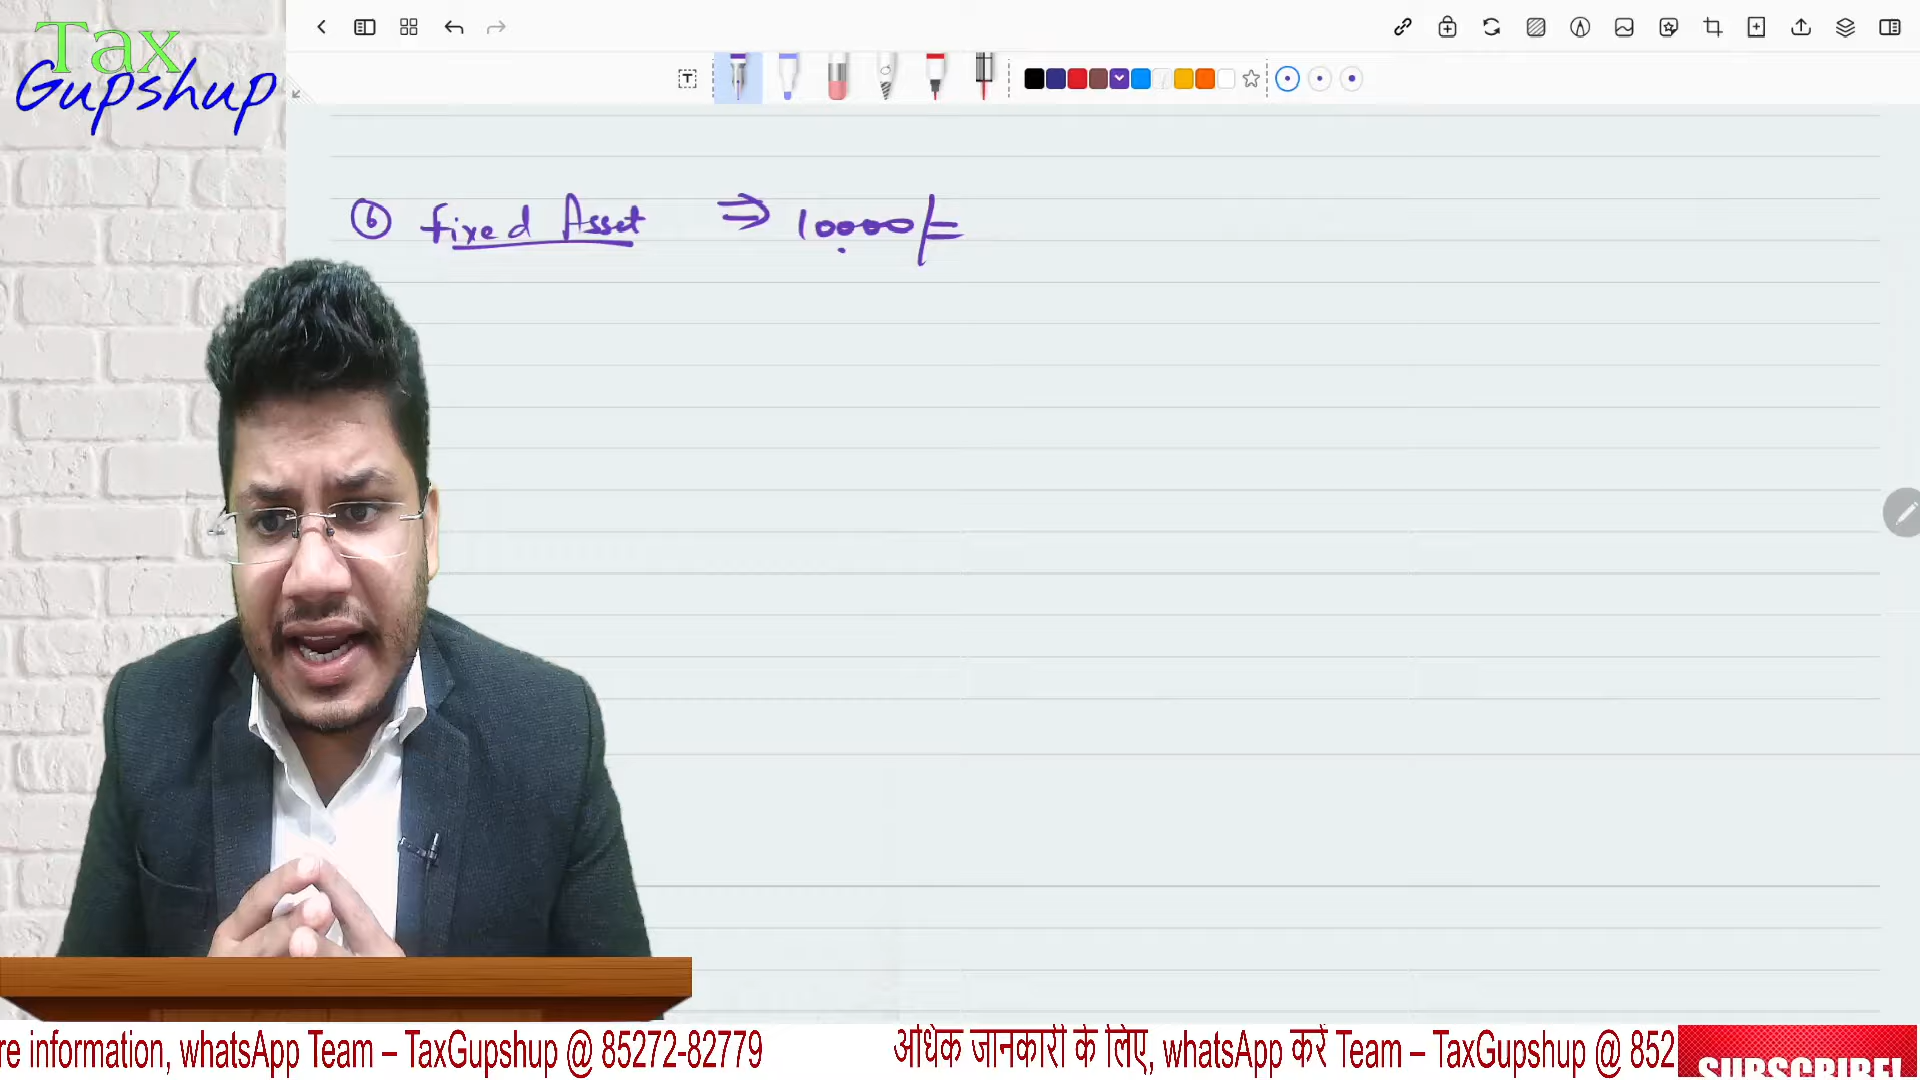 Tax
Gupshup
T
6 fixed Asset ⇒ 10000/=
re information, whatsApp Team – TaxGupshup @ 85272-82779 अधिक जानकारी के लिए, whatsApp करें Team – TaxGupshup @ 852
SUBSCRIBE!